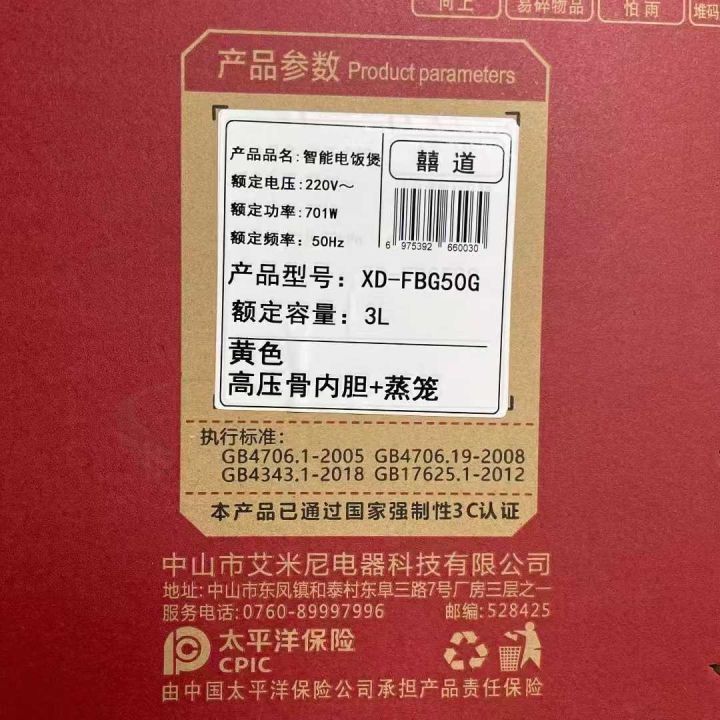 向上
易碎物品
怕雨
堆码
产品参数 Product parameters
产品品名：智能电饭煲
额定电压：220V～
额定功率：701W
额定频率：50Hz
囍 道
6 975392 660030
产品型号：XD-FBG50G
额定容量：3L
黄色
高压骨内胆+蒸笼
执行标准：
GB4706.1-2005 GB4706.19-2008
GB4343.1-2018 GB17625.1-2012
本产品已通过国家强制性3C认证
中山市艾米尼电器科技有限公司
地址：中山市东凤镇和泰村东阜三路7号厂房三层之一
服务电话：0760-89997996 邮编：528425
太平洋保险
CPIC
由中国太平洋保险公司承担产品责任保险